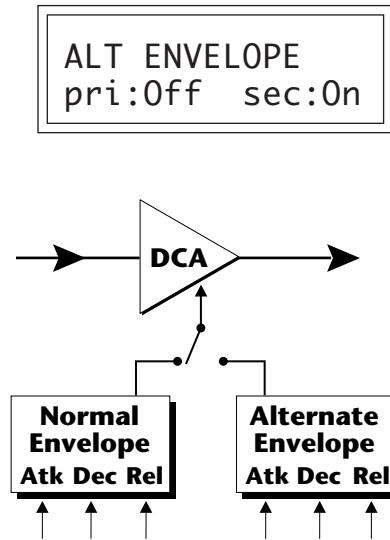 ALT ENVELOPE
pri:Off sec:On
DCA
Normal
Envelope
Atk Dec Rel
Alternate
Envelope
Atk Dec Rel